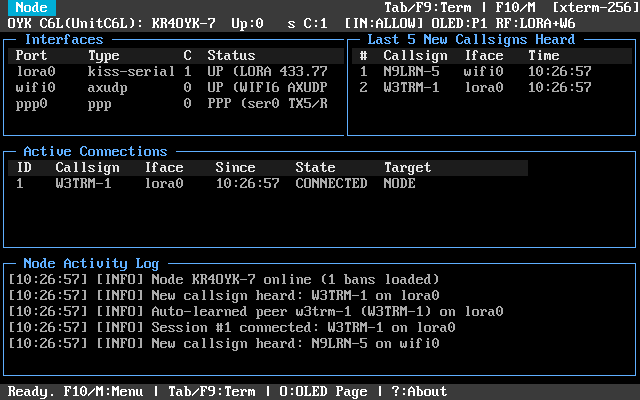 Node Tab/F9:Term | F10/M [xterm-256]
OYK C6L(UnitC6L): KR4OYK-7 Up:0 s C:1 [IN:ALLOW] OLED:P1 RF:LORA+W6
Interfaces
Port Type C Status
lora0 kiss-serial 1 UP (LORA 433.77
wifi0 axudp 0 UP (WIFI6 AXUDP
ppp0 ppp 0 PPP (ser0 TX5/R
Last 5 New Callsigns Heard
# Callsign Iface Time
1 N9LRN-5 wifi0 10:26:57
2 W3TRM-1 lora0 10:26:57
Active Connections
ID Callsign Iface Since State Target
1 W3TRM-1 lora0 10:26:57 CONNECTED NODE
Node Activity Log
[10:26:57] [INFO] Node KR4OYK-7 online (1 bans loaded)
[10:26:57] [INFO] New callsign heard: W3TRM-1 on lora0
[10:26:57] [INFO] Auto-learned peer w3trm-1 (W3TRM-1) on lora0
[10:26:57] [INFO] Session #1 connected: W3TRM-1 on lora0
[10:26:57] [INFO] New callsign heard: N9LRN-5 on wifi0
Ready. F10/M:Menu | Tab/F9:Term | O:OLED Page | ?:About